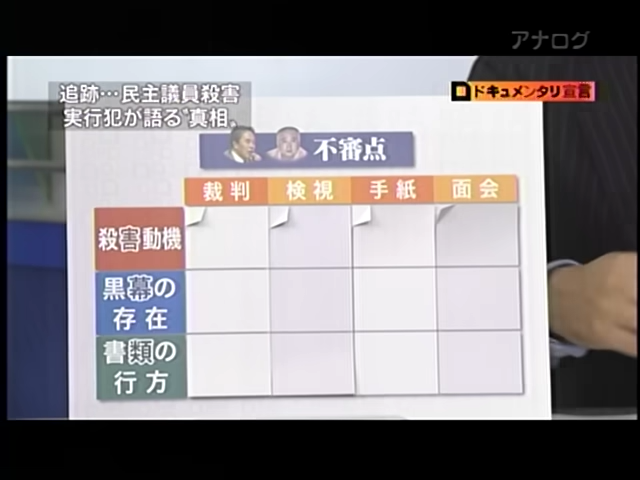 アナログ
追跡…民主議員殺害
実行犯が語る"真相"
ドキュメンタリ宣言
不審点
裁判 検視 手紙 面会
殺害動機
黒幕の
存在
書類の
行方